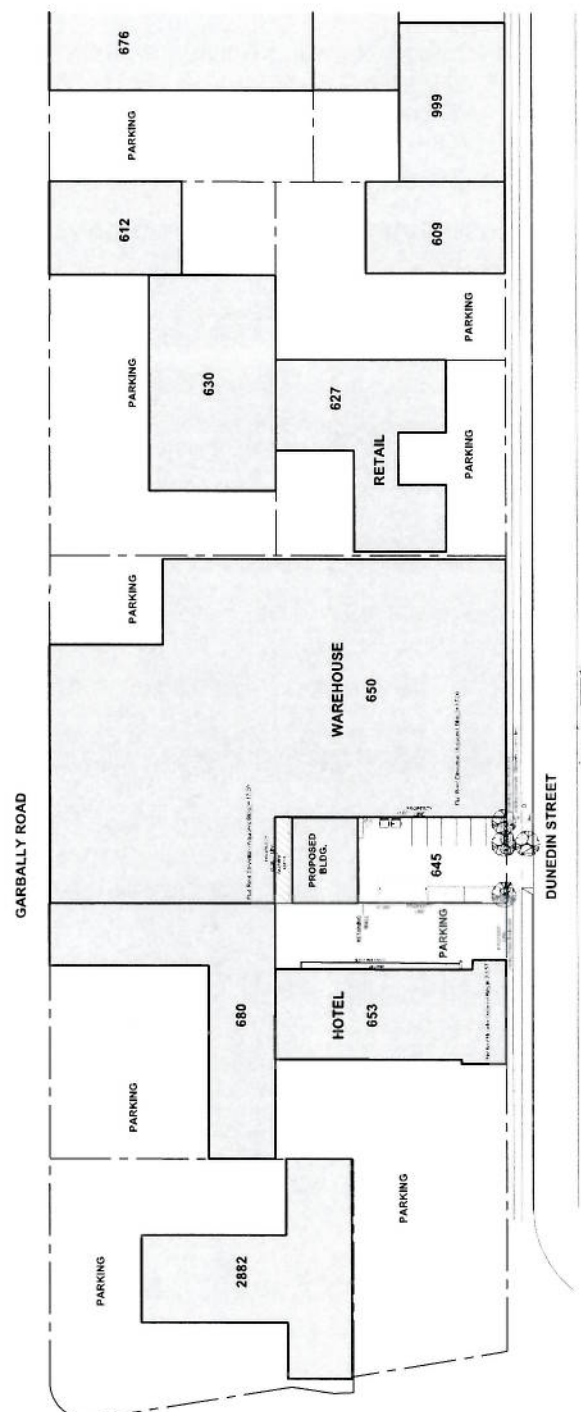 GARBALLY ROAD
676
PARKING
999
612
609
PARKING
PARKING
630
627
RETAIL
PARKING
PARKING
WAREHOUSE
650
PROPOSED
BLDG.
645
PARKING
680
HOTEL
653
PARKING
PARKING
PARKING
2882
DUNEDIN STREET